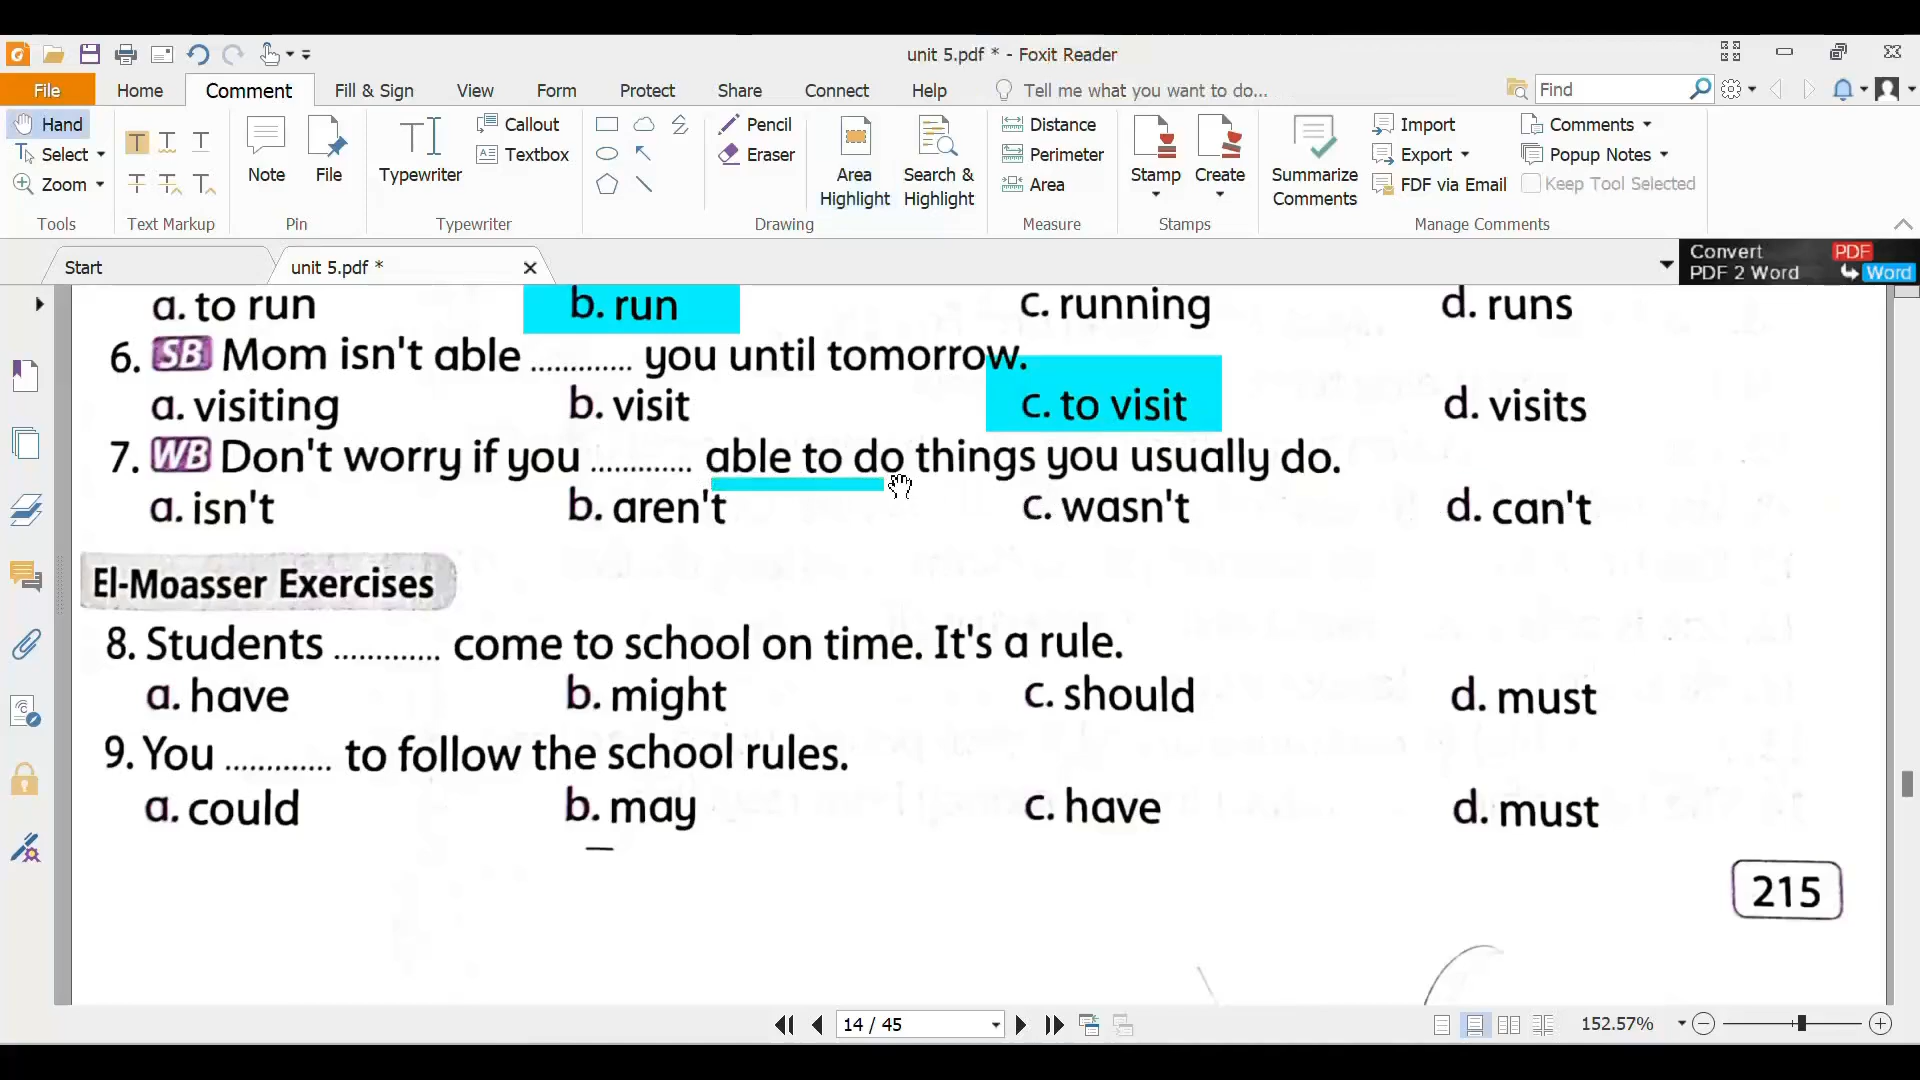 unit 5.pdf * - Foxit Reader
File Home Comment Fill & Sign View Form Protect Share Connect Help Tell me what you want to do... Find
Hand Select Zoom
Tools
Text Markup
Note File
Pin
Typewriter Callout Textbox
Typewriter
Pencil Eraser Area Highlight Search & Highlight
Drawing
Distance Perimeter Area
Measure
Stamp Create
Stamps
Summarize Comments Import Export FDF via Email Comments Popup Notes Keep Tool Selected
Manage Comments
Start unit 5.pdf * Convert PDF
PDF 2 Word Word
a. to run b. run c. running d. runs
6. SB Mom isn't able ............. you until tomorrow.
a. visiting b. visit c. to visit d. visits
7. WB Don't worry if you ............. able to do things you usually do.
a. isn't b. aren't c. wasn't d. can't
El-Moasser Exercises
8. Students ............. come to school on time. It's a rule.
a. have b. might c. should d. must
9. You ............. to follow the school rules.
a. could b. may c. have d. must
215
14 / 45 152.57%